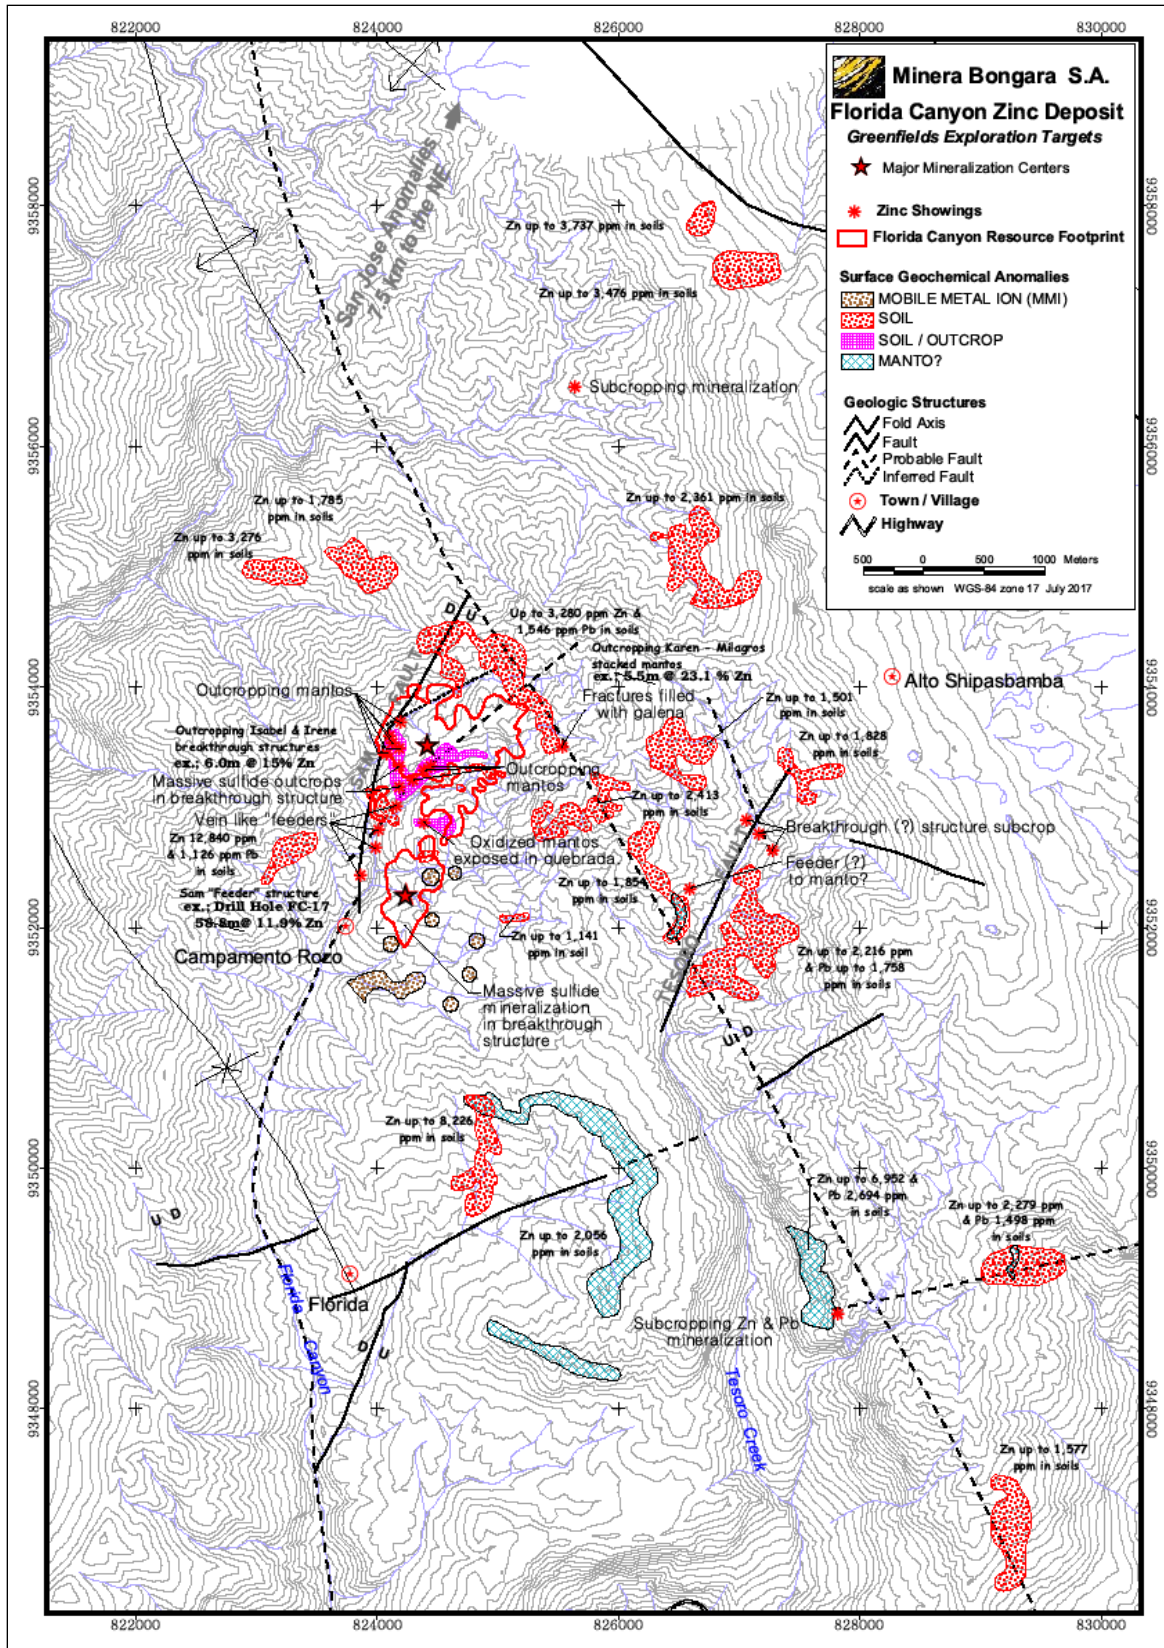 822000
824000
826000
828000
830000
Minera Bongara S.A.
Florida Canyon Zinc Deposit
Greenfields Exploration Targets
Major Mineralization Centers
Zinc Showings
Florida Canyon Resource Footprint
Surface Geochemical Anomalies
MOBILE METAL ION (MMI)
SOIL
SOIL / OUTCROP
MANTO?
Geologic Structures
Fold Axis
Fault
Probable Fault
Inferred Fault
Town / Village
Highway
500 0 500 1000 Meters
scale as shown WGS-84 zone 17 July 2017
San Jose Anomalies
7.5 km to the NE
9358000
9358000
Zn up to 3,737 ppm in soils
Zn up to 3,476 ppm in soils
Subcropping mineralization
9356000
9356000
Zn up to 1,785
ppm in soils
Zn up to 3,276
ppm in soils
Zn up to 2,361 ppm in soils
D U
Up to 3,280 ppm Zn &
1,546 ppm Pb in soils
Outcropping Karen - Milagros
stacked mantos
ex.; 5.5m @ 23.1 % Zn
Fractures filled
with galena
9354000
9354000
Alto Shipasbamba
Zn up to 1,501
ppm in soils
Zn up to 1,828
ppm in soils
SAM FAULT
Outcropping mantos
Outcropping Isabel & Irene
breakthrough structures
ex.; 6.0m @ 15% Zn
Massive sulfide outcrops
in breakthrough structure
Vein like "feeders"
Outcropping
mantos
Zn up to 2,413
ppm in soils
Zn 12,840 ppm
& 1,126 ppm Pb
in soils
Oxidized mantos
exposed in quebrada
Breakthrough (?) structure subcrop
Feeder (?)
to manto?
Zn up to 1,854
ppm in soils
Sam "Feeder" structure
ex.; Drill Hole FC-17
58.8m@ 11.9% Zn
9352000
9352000
Campamento Rozo
Zn up to 1,141
ppm in soil
TESORO FAULT
Zn up to 2,216 ppm
& Pb up to 1,758
ppm in soils
Massive sulfide
mineralization
in breakthrough
structure
U D
Zn up to 8,226
ppm in soils
9350000
9350000
Zn up to 6,952 &
Pb 2,694 ppm
in soils
Zn up to 2,279 ppm
& Pb 1,498 ppm
in soils
U D
Zn up to 2,056
ppm in soils
Florida
Florida Canyon
D U
Subcropping Zn & Pb
mineralization
Tesoro Creek
9348000
9348000
Zn up to 1,577
ppm in soils
822000
824000
826000
828000
830000